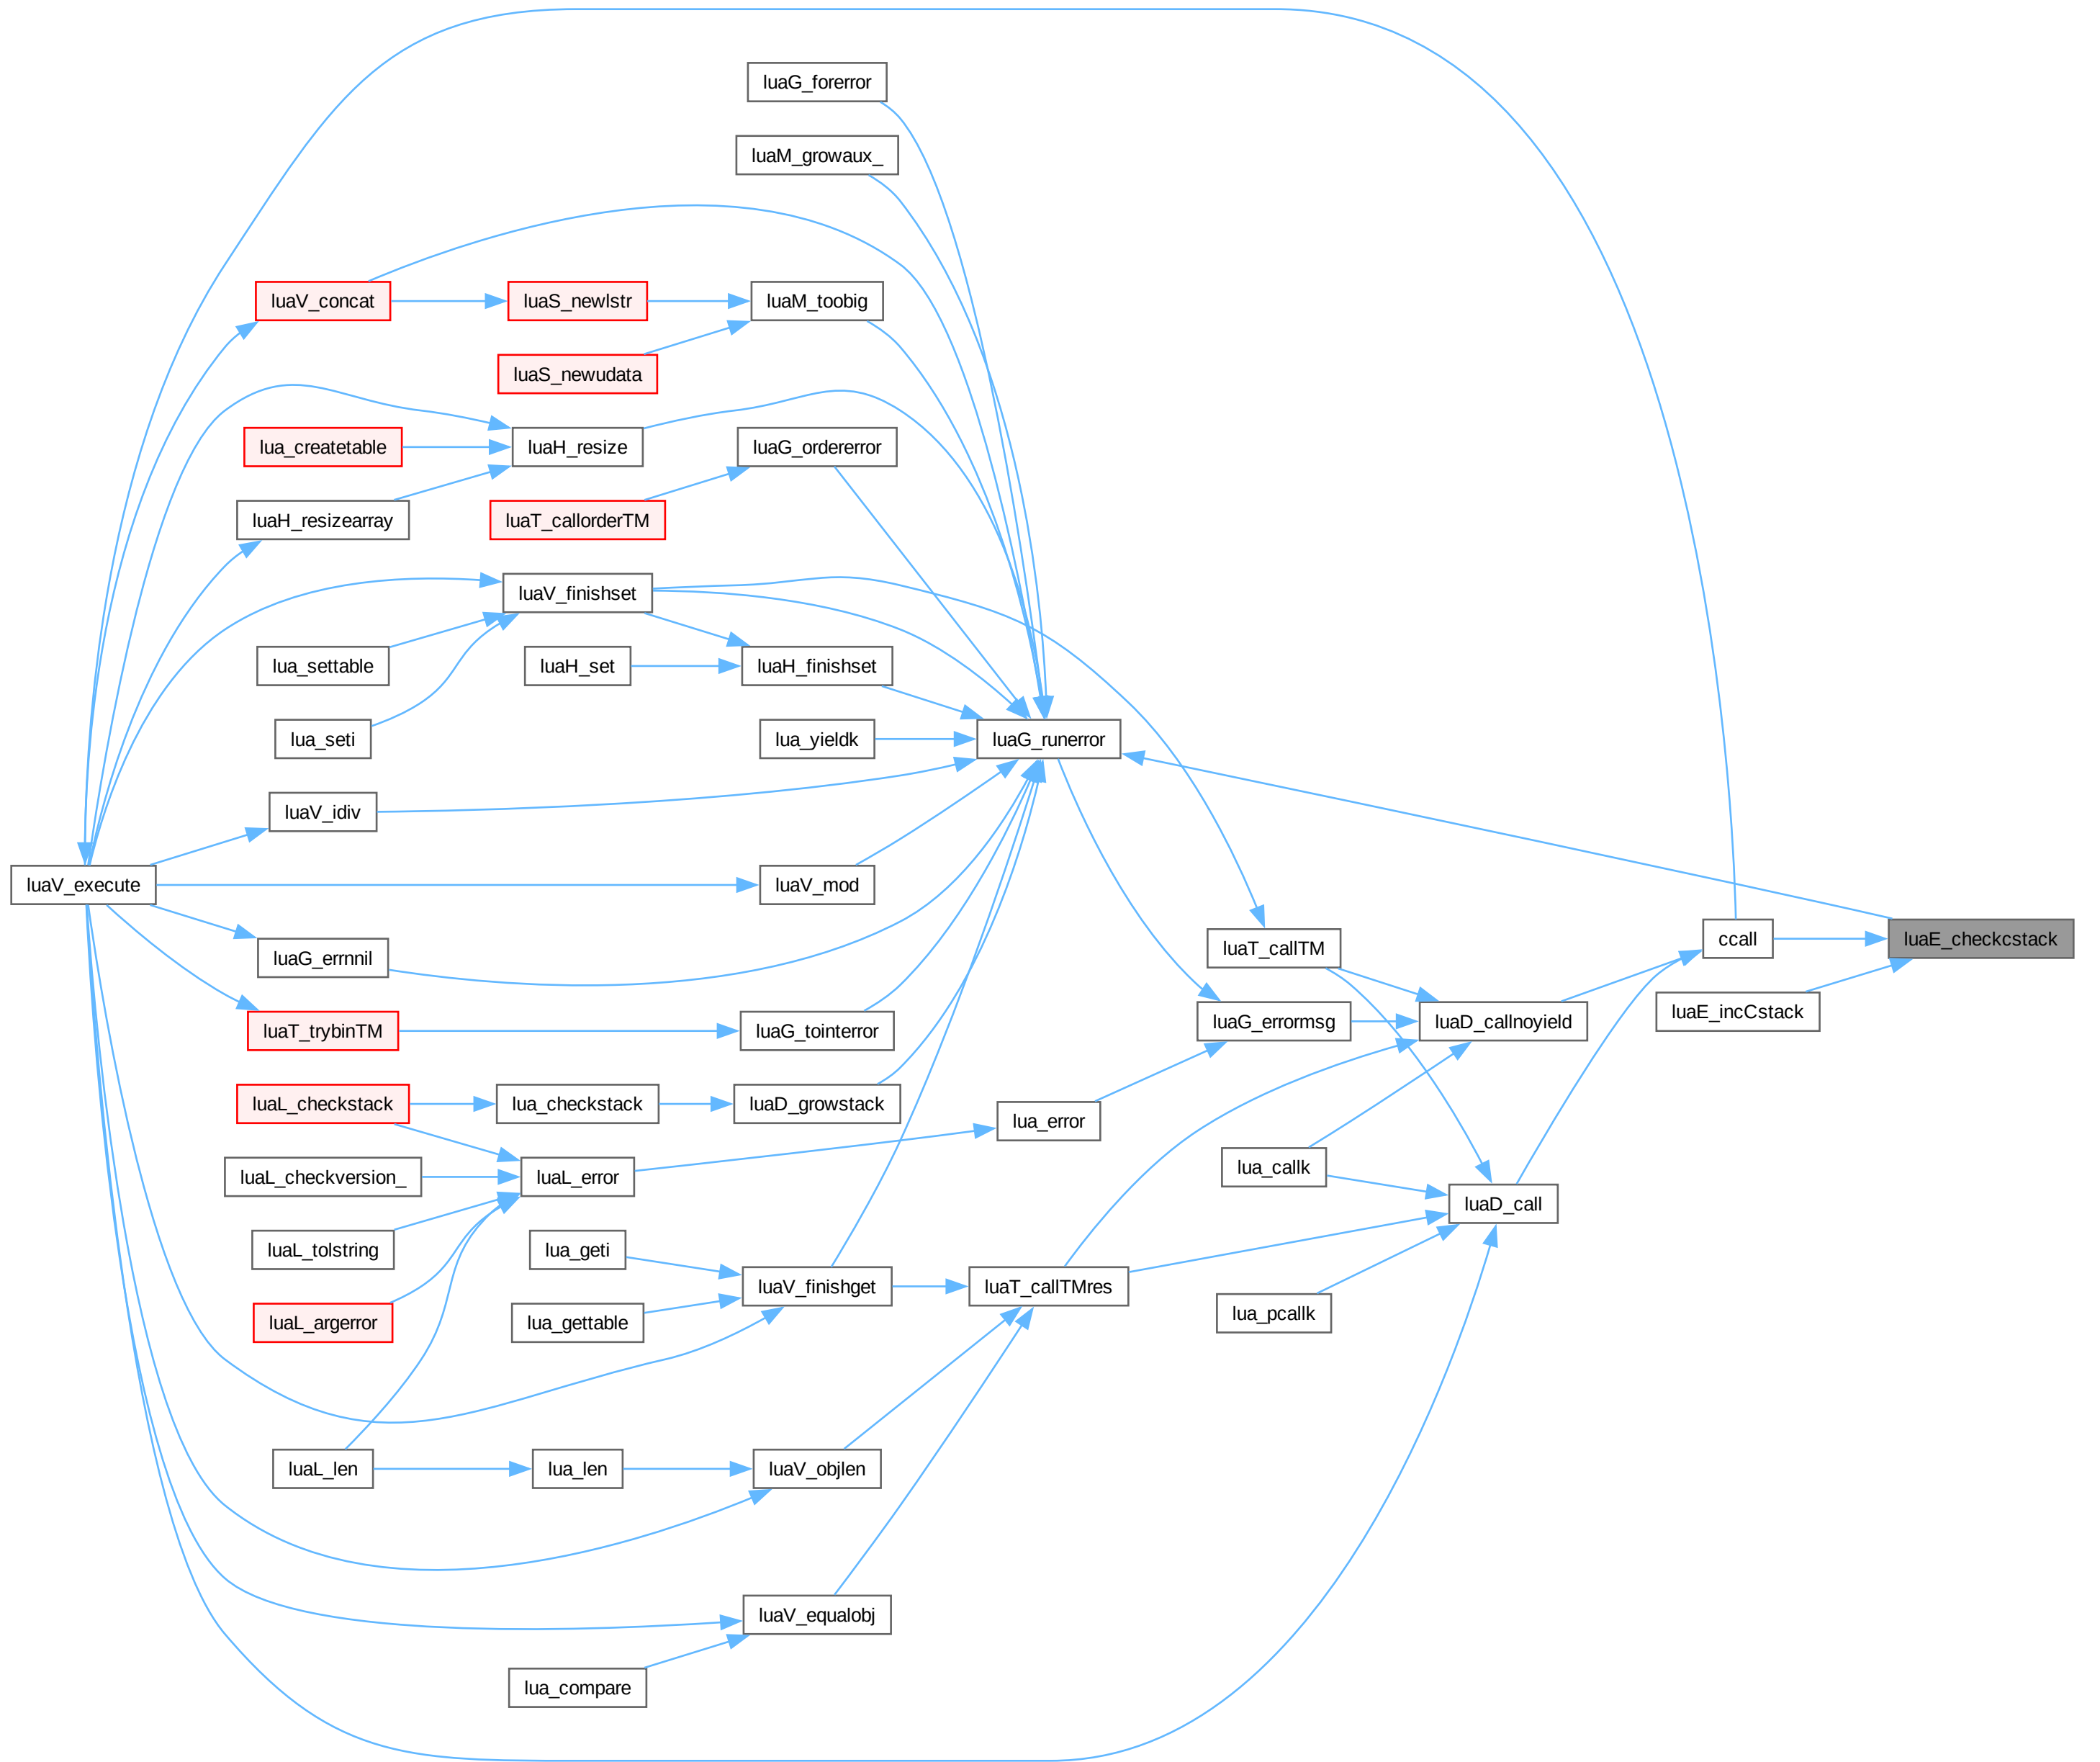 luaG_forerror
luaM_growaux_
luaV_concat
luaS_newlstr
luaM_toobig
luaS_newudata
lua_createtable
luaH_resize
luaG_ordererror
luaH_resizearray
luaT_callorderTM
luaV_finishset
lua_settable
luaH_set
luaH_finishset
lua_seti
lua_yieldk
luaG_runerror
luaV_idiv
luaV_execute
luaV_mod
luaG_errnnil
luaT_callTM
ccall
luaE_checkcstack
luaT_trybinTM
luaG_tointerror
luaG_errormsg
luaD_callnoyield
luaE_incCstack
luaL_checkstack
lua_checkstack
luaD_growstack
lua_error
luaL_checkversion_
luaL_error
lua_callk
luaD_call
luaL_tolstring
lua_geti
luaV_finishget
luaT_callTMres
luaL_argerror
lua_gettable
lua_pcallk
luaL_len
lua_len
luaV_objlen
luaV_equalobj
lua_compare